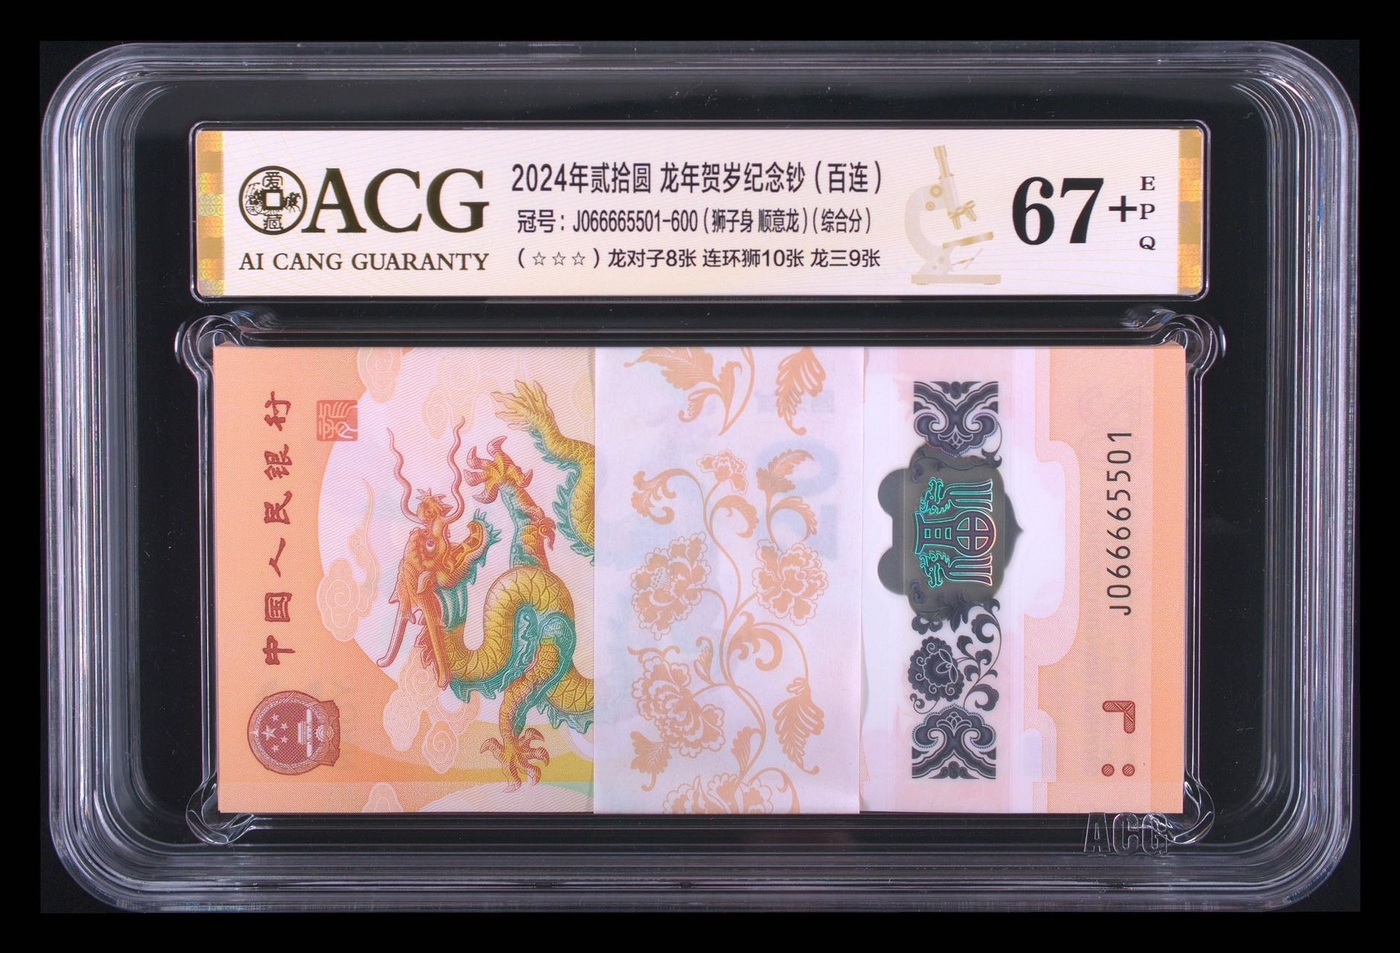 爱藏
ACG
AI CANG GUARANTY
2024年贰拾圆 龙年贺岁纪念钞（百连）
冠号：J066665501-600（狮子身 顺意龙）（综合分）
（☆☆☆）龙对子8张 连环狮10张 龙三9张
67+
EPQ
中国人民银行
J066665501
ACG